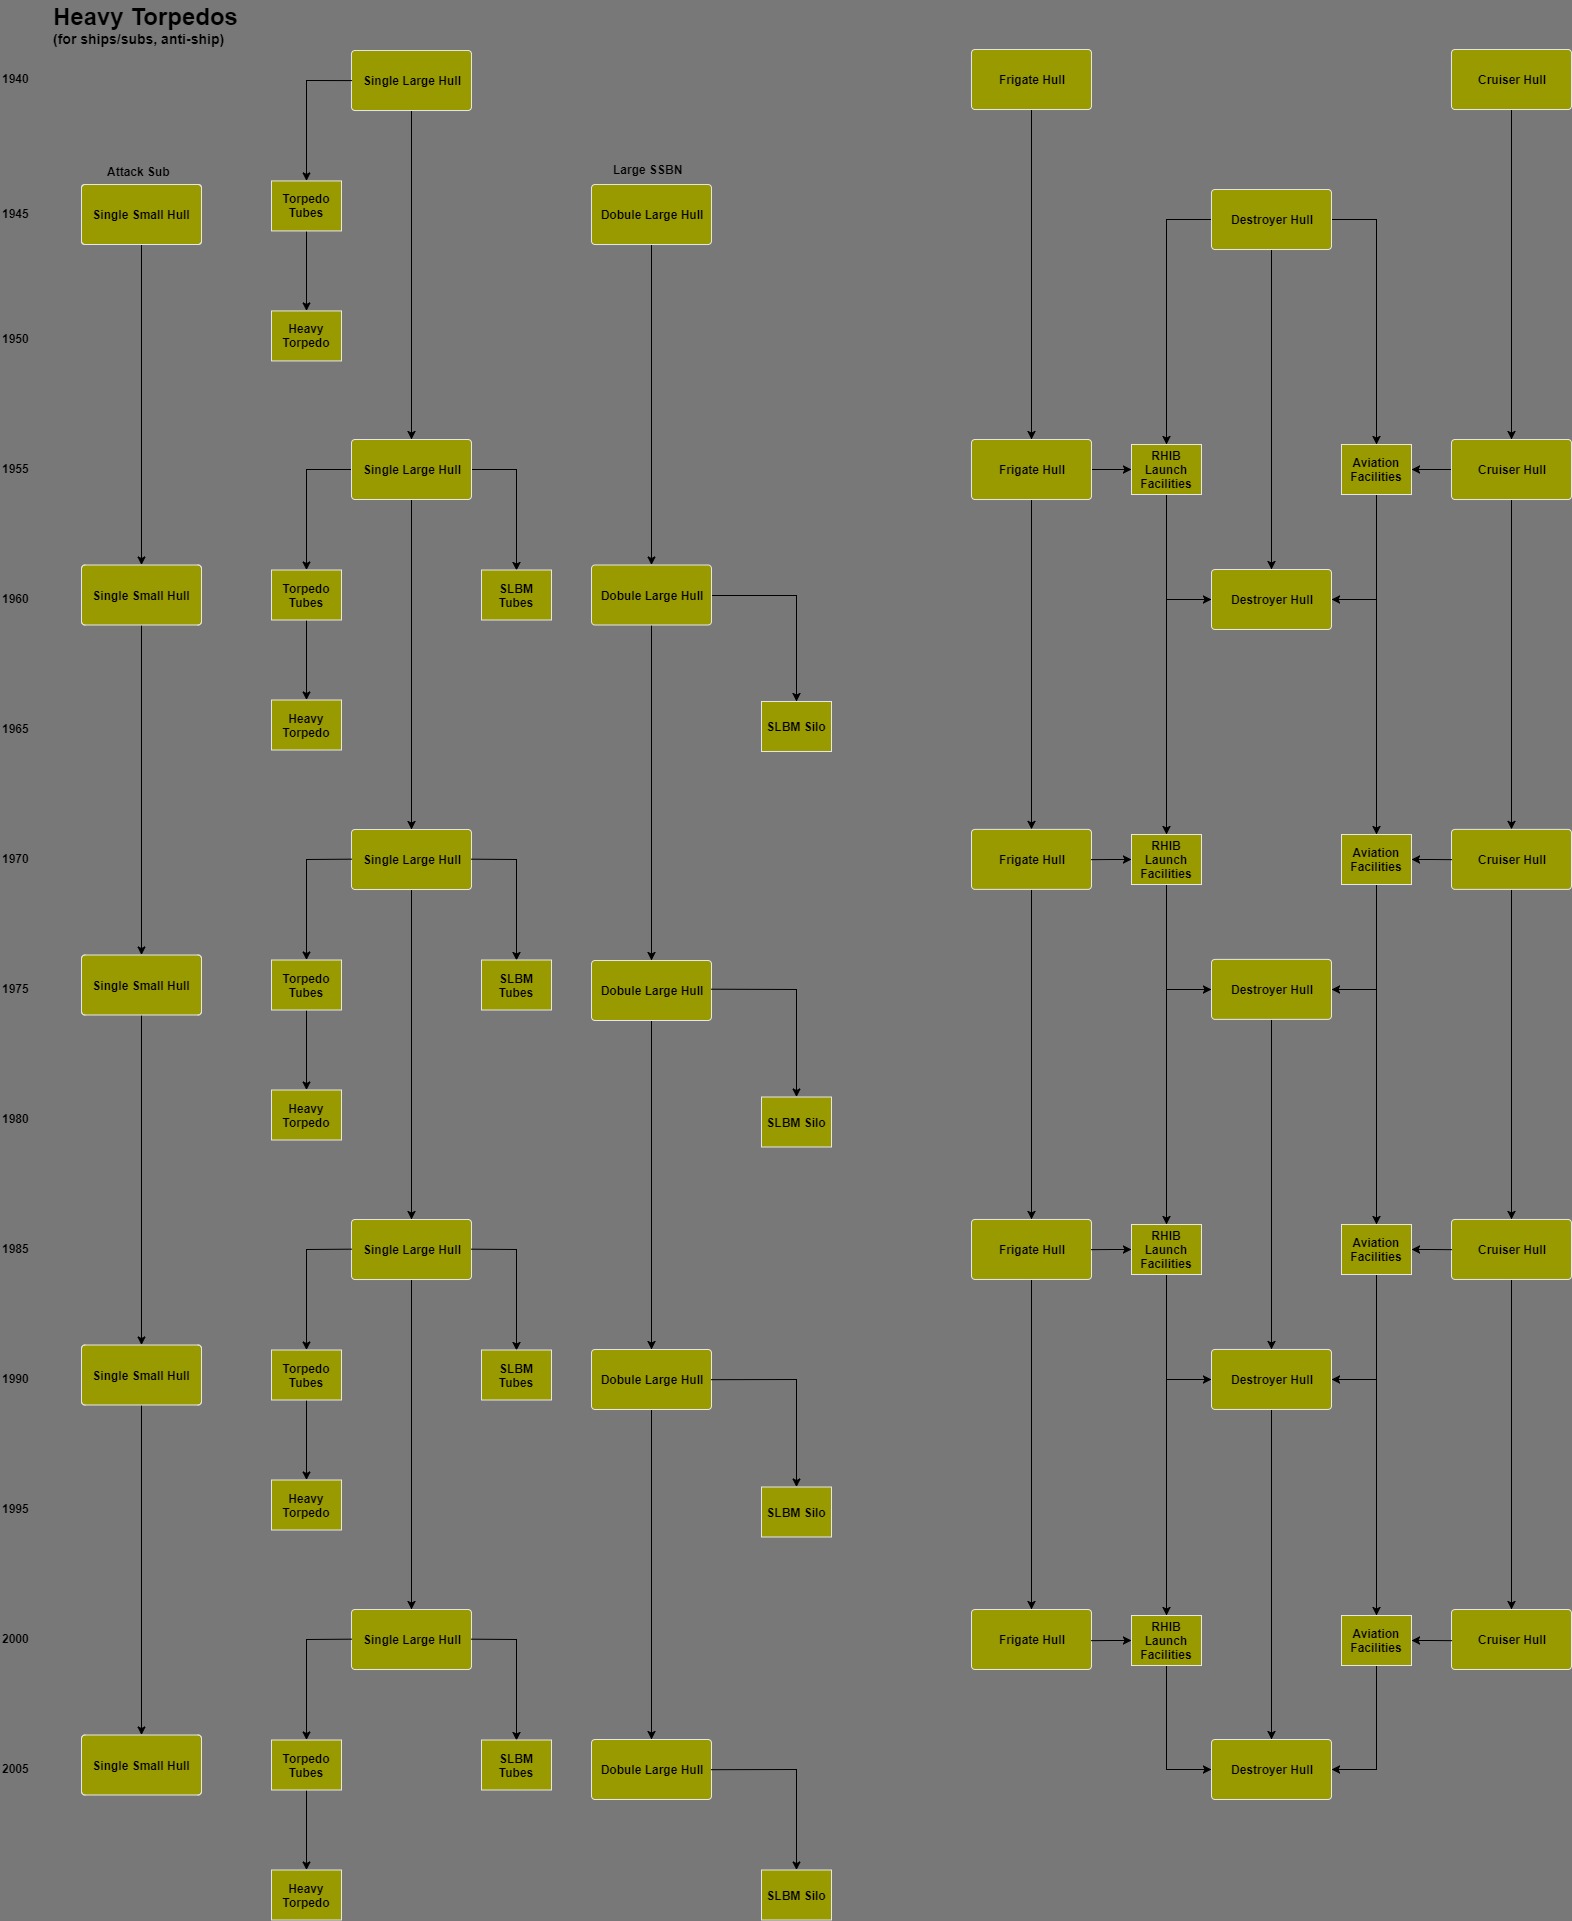 Heavy Torpedos
(for ships/subs, anti-ship)
1940
Single Large Hull
Frigate Hull
Cruiser Hull
Attack Sub
Large SSBN
1945
Single Small Hull
Torpedo
Tubes
Dobule Large Hull
Destroyer Hull
1950
Heavy
Torpedo
1955
Single Large Hull
Frigate Hull
RHIB
Launch
Facilities
Aviation
Facilities
Cruiser Hull
1960
Single Small Hull
Torpedo
Tubes
SLBM
Tubes
Dobule Large Hull
Destroyer Hull
1965
Heavy
Torpedo
SLBM Silo
1970
Single Large Hull
Frigate Hull
RHIB
Launch
Facilities
Aviation
Facilities
Cruiser Hull
1975
Single Small Hull
Torpedo
Tubes
SLBM
Tubes
Dobule Large Hull
Destroyer Hull
1980
Heavy
Torpedo
SLBM Silo
1985
Single Large Hull
Frigate Hull
RHIB
Launch
Facilities
Aviation
Facilities
Cruiser Hull
1990
Single Small Hull
Torpedo
Tubes
SLBM
Tubes
Dobule Large Hull
Destroyer Hull
1995
Heavy
Torpedo
SLBM Silo
2000
Single Large Hull
Frigate Hull
RHIB
Launch
Facilities
Aviation
Facilities
Cruiser Hull
2005
Single Small Hull
Torpedo
Tubes
SLBM
Tubes
Dobule Large Hull
Destroyer Hull
Heavy
Torpedo
SLBM Silo